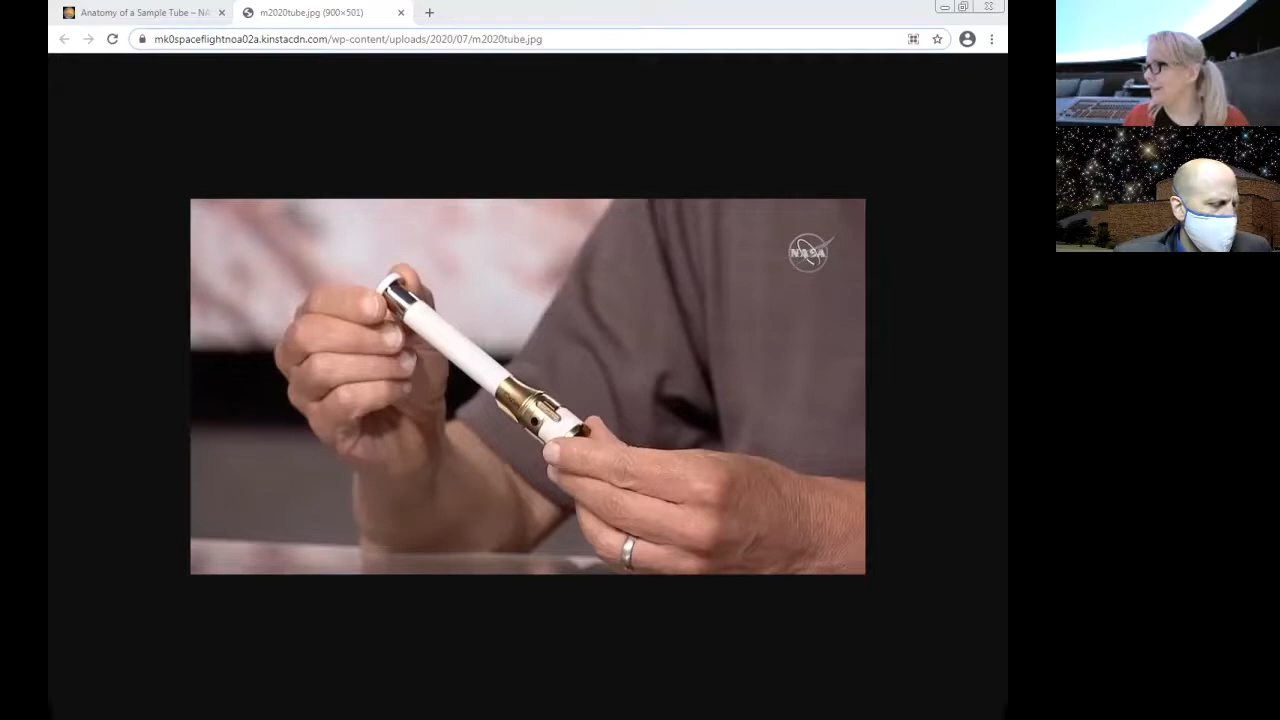 Anatomy of a Sample Tube – NA
m2020tube.jpg (900×501)
mk0spaceflightnoa02a.kinstacdn.com/wp-content/uploads/2020/07/m2020tube.jpg
NASA